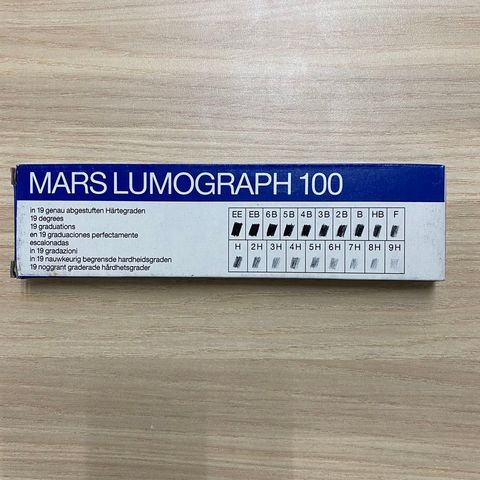 MARS LUMOGRAPH 100
in 19 genau abgestuften Härtegraden
19 degrees
19 graduations
en 19 graduaciones perfectamente
escalonadas
in 19 gradazioni
in 19 nauwkeurig begrensde hardheidsgraden
19 noggrant graderade hårdhetsgrader
EE EB 6B 5B 4B 3B 2B B HB F
H 2H 3H 4H 5H 6H 7H 8H 9H